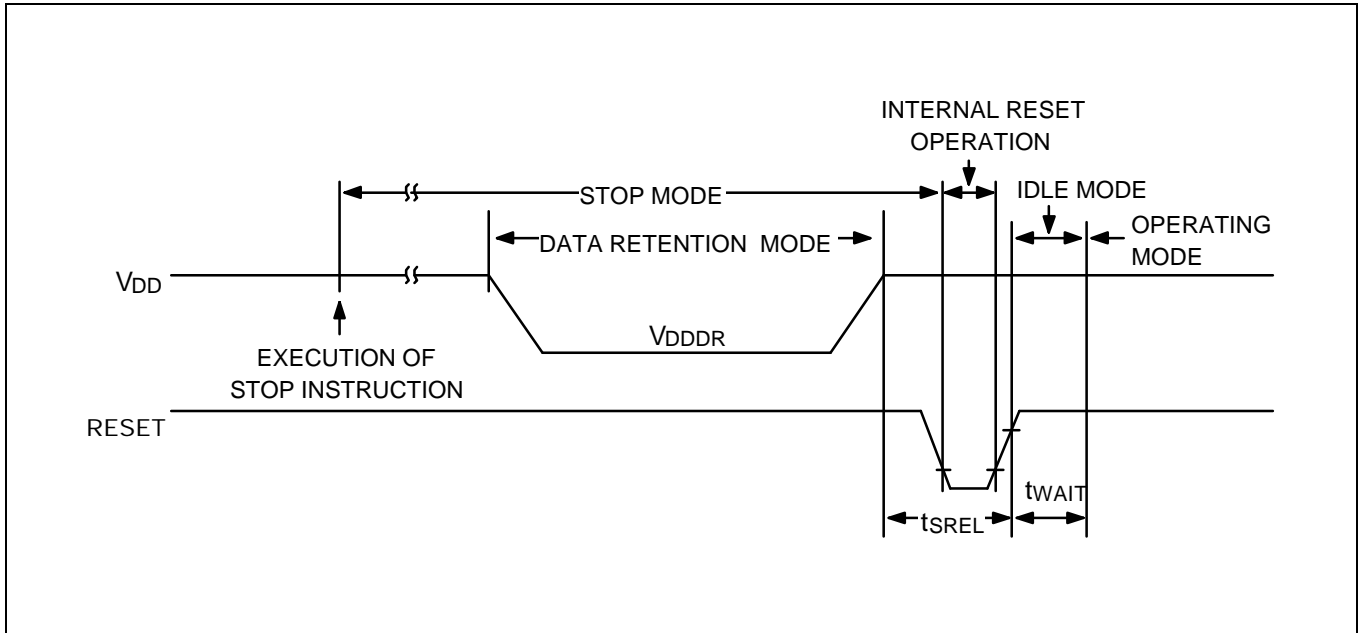 INTERNAL RESET
OPERATION
STOP MODE
IDLE MODE
DATA RETENTION MODE
OPERATING
MODE
VDD
VDDDR
EXECUTION OF
STOP INSTRUCTION
RESET
tWAIT
tSREL